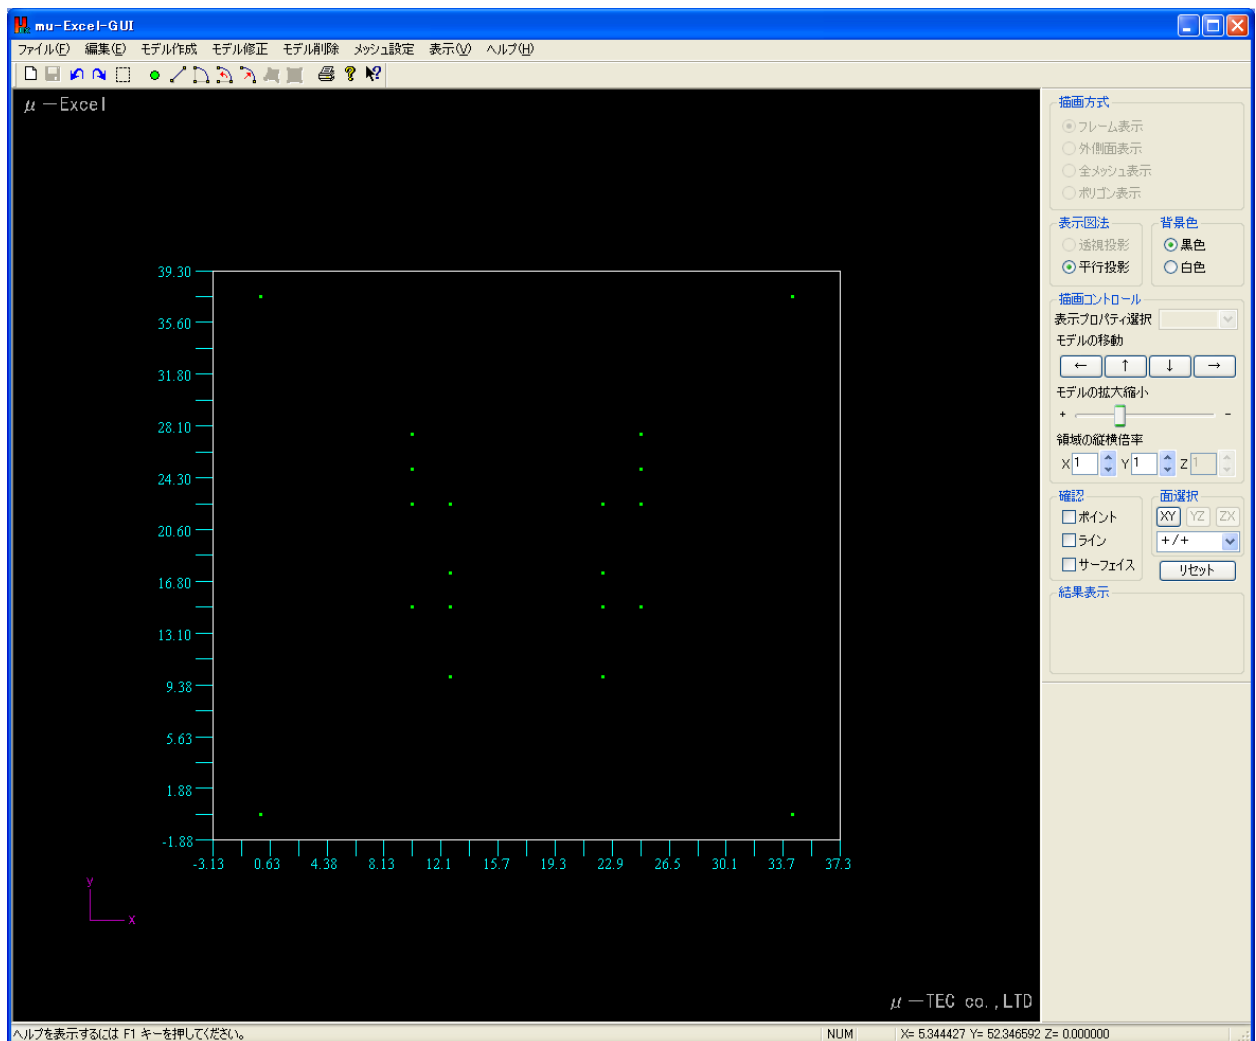 mu-Excel-GUI
ファイル(F) 編集(E) モデル作成 モデル修正 モデル削除 メッシュ設定 表示(V) ヘルプ(H)
μ－Excel
39.30
35.60
31.80
28.10
24.30
20.60
16.80
13.10
9.38
5.63
1.88
-1.88
-3.13 0.63 4.38 8.13 12.1 15.7 19.3 22.9 26.5 30.1 33.7 37.3
y
x
μ－TEC co.,LTD
描画方式
フレーム表示
外側面表示
全メッシュ表示
ポリゴン表示
表示図法 背景色
透視投影 黒色
平行投影 白色
描画コントロール
表示プロパティ選択
モデルの移動
← ↑ ↓ →
モデルの拡大縮小
+ -
領域の縦横倍率
X 1 Y 1 Z 1
確認 面選択
ポイント XY YZ ZX
ライン +/+
サーフェイス リセット
結果表示
ヘルプを表示するには F1 キーを押してください。 NUM X= 5.344427 Y= 52.346592 Z= 0.000000